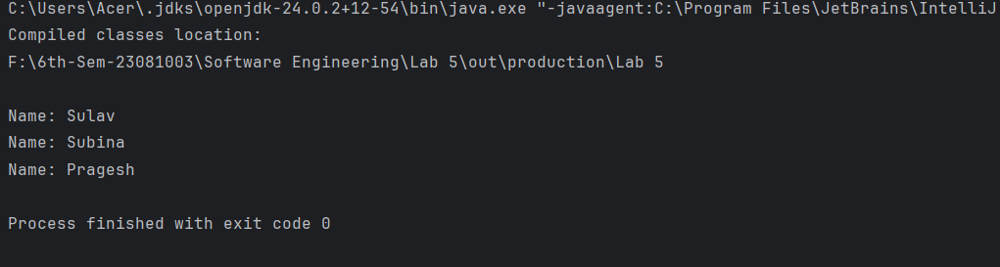 C:\Users\Acer\.jdks\openjdk-24.0.2+12-54\bin\java.exe "-javaagent:C:\Program Files\JetBrains\IntelliJ
Compiled classes location:
F:\6th-Sem-23081003\Software Engineering\Lab 5\out\production\Lab 5
Name: Sulav
Name: Subina
Name: Pragesh
Process finished with exit code 0